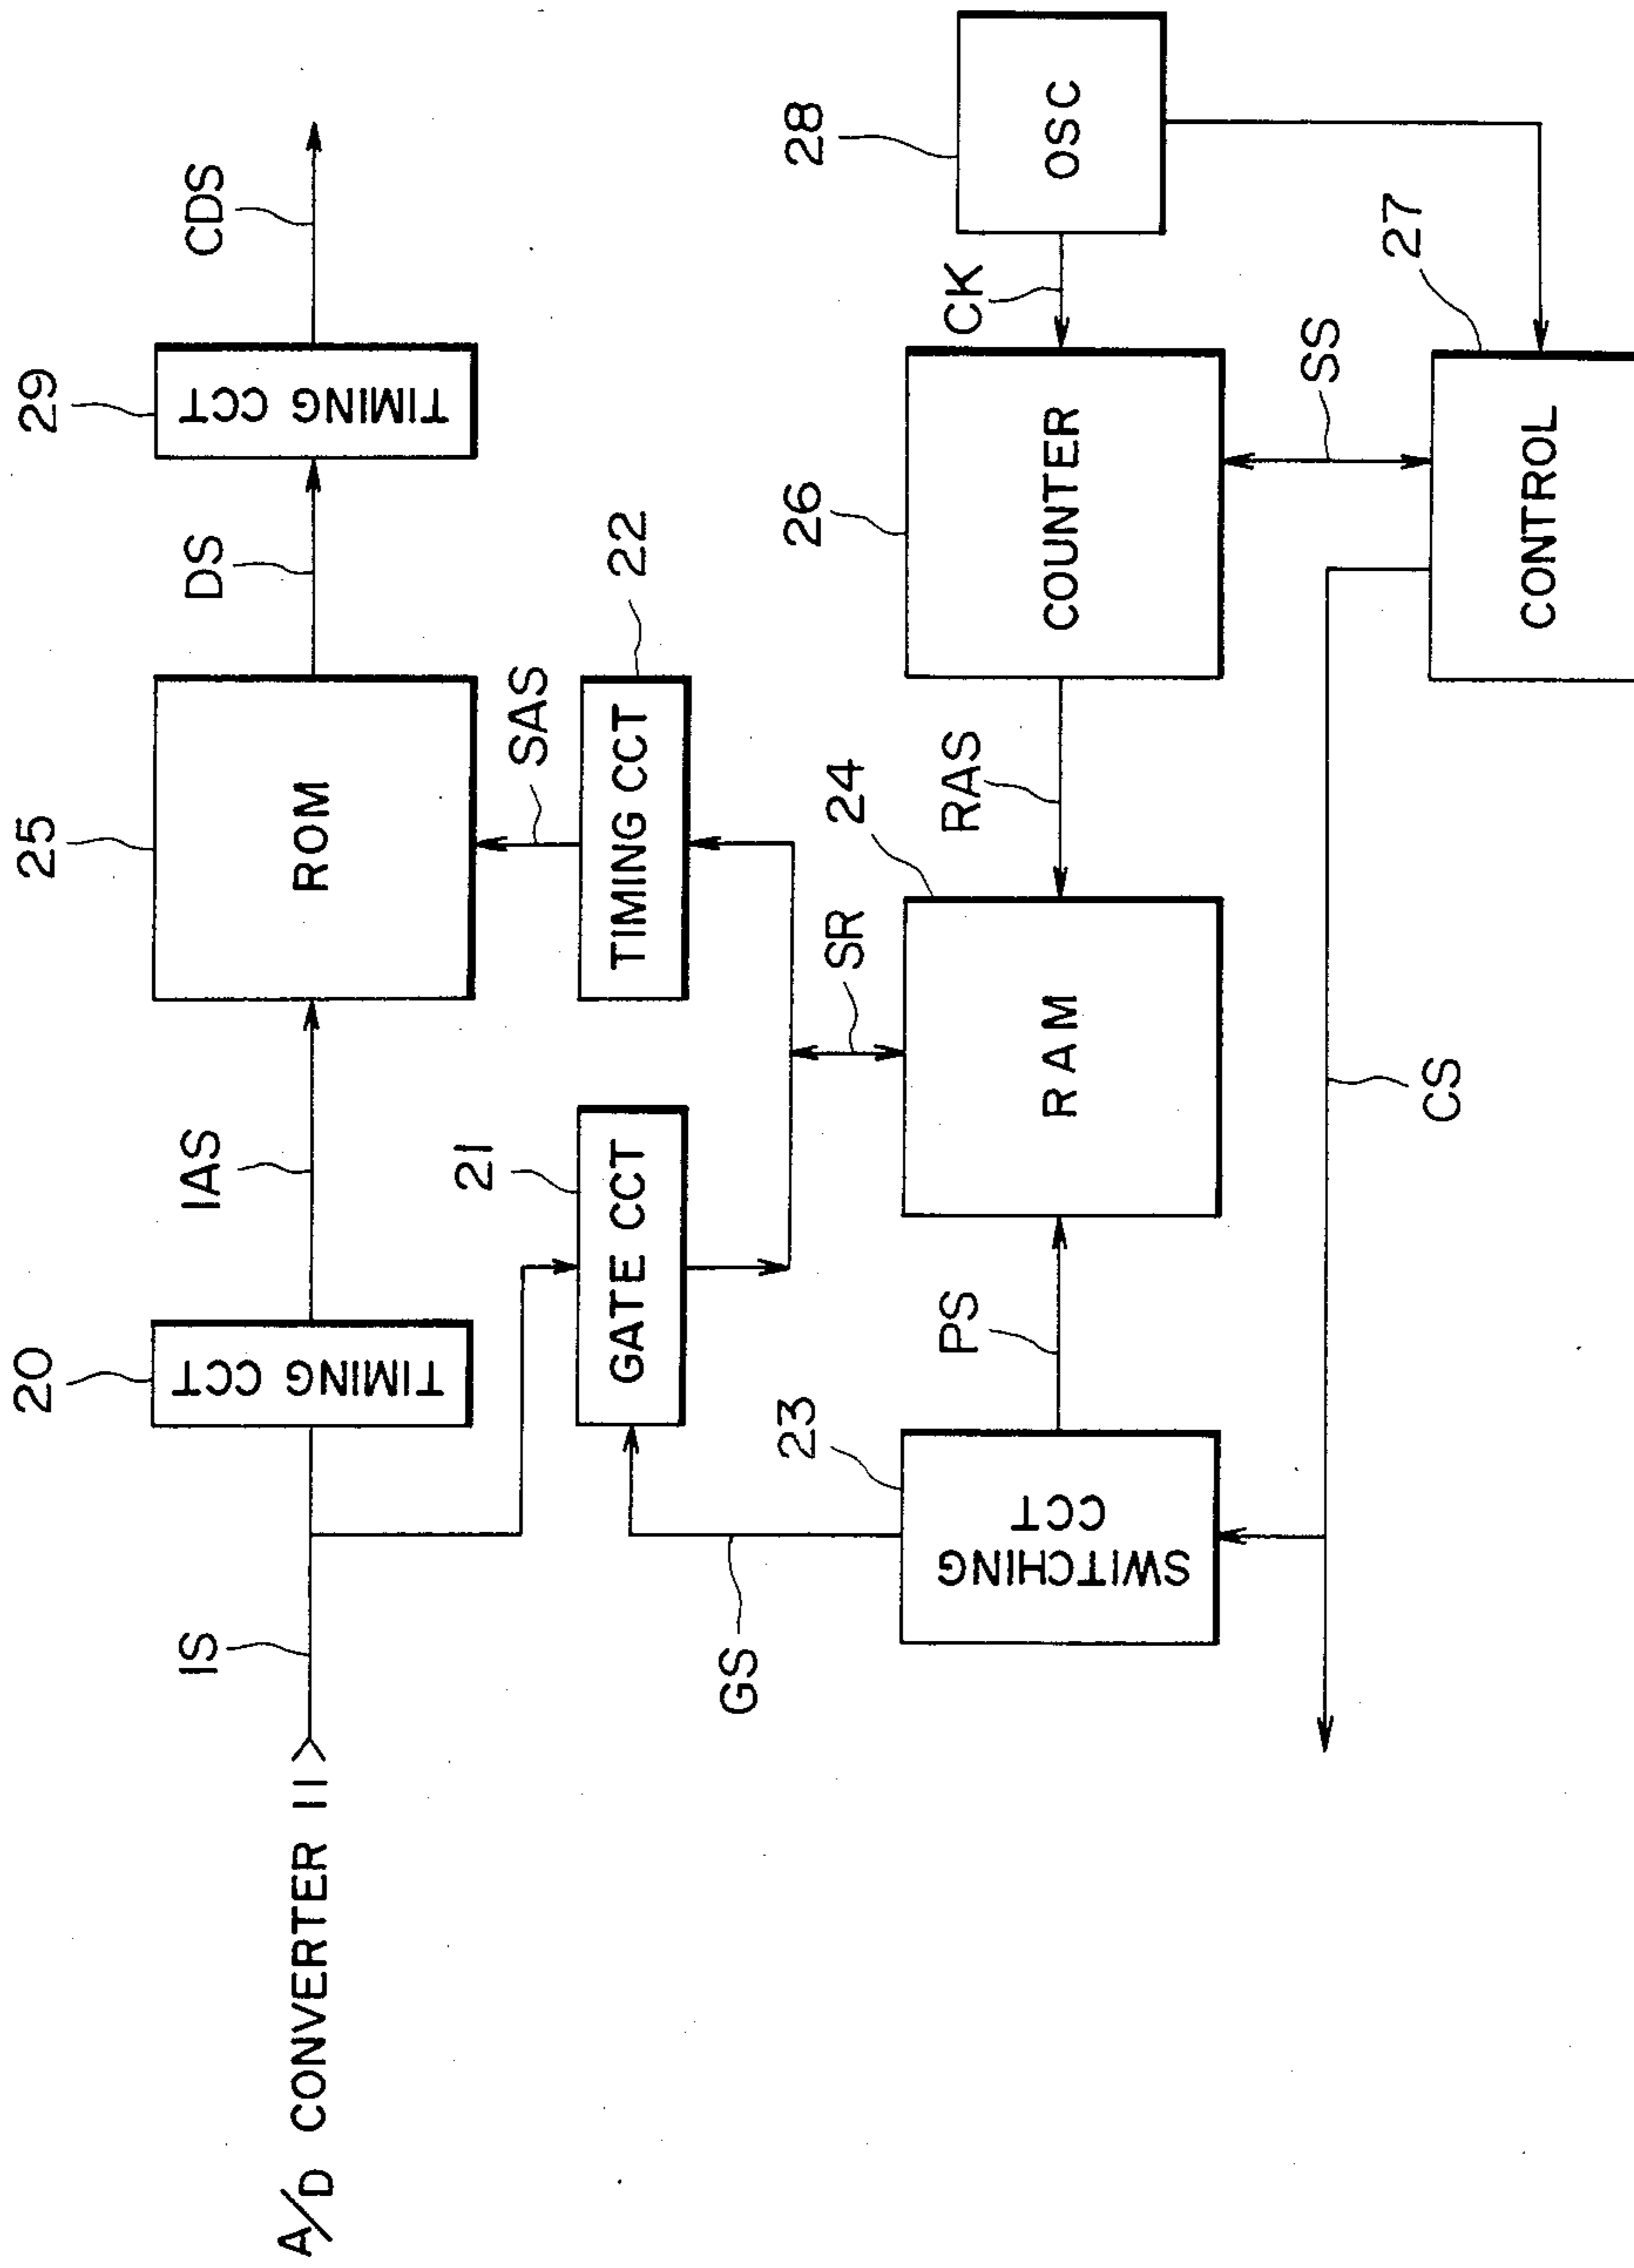 A/D CONVERTER 11
IS
20
TIMING CCT
IAS
25
ROM
DS
29
TIMING CCT
CDS
21
GATE CCT
SAS
22
TIMING CCT
GS
SR
23
SWITCHING
CCT
PS
24
RAM
RAS
26
COUNTER
CK
28
OSC
CS
SS
27
CONTROL